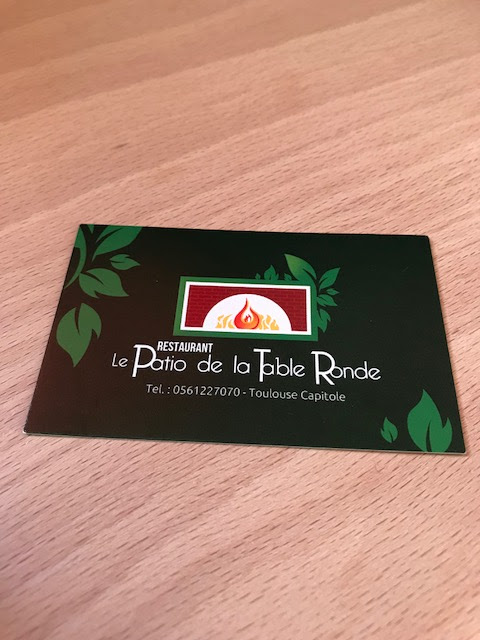 RESTAURANT
Le Patio de la Table Ronde
Tel. : 0561227070 - Toulouse Capitole